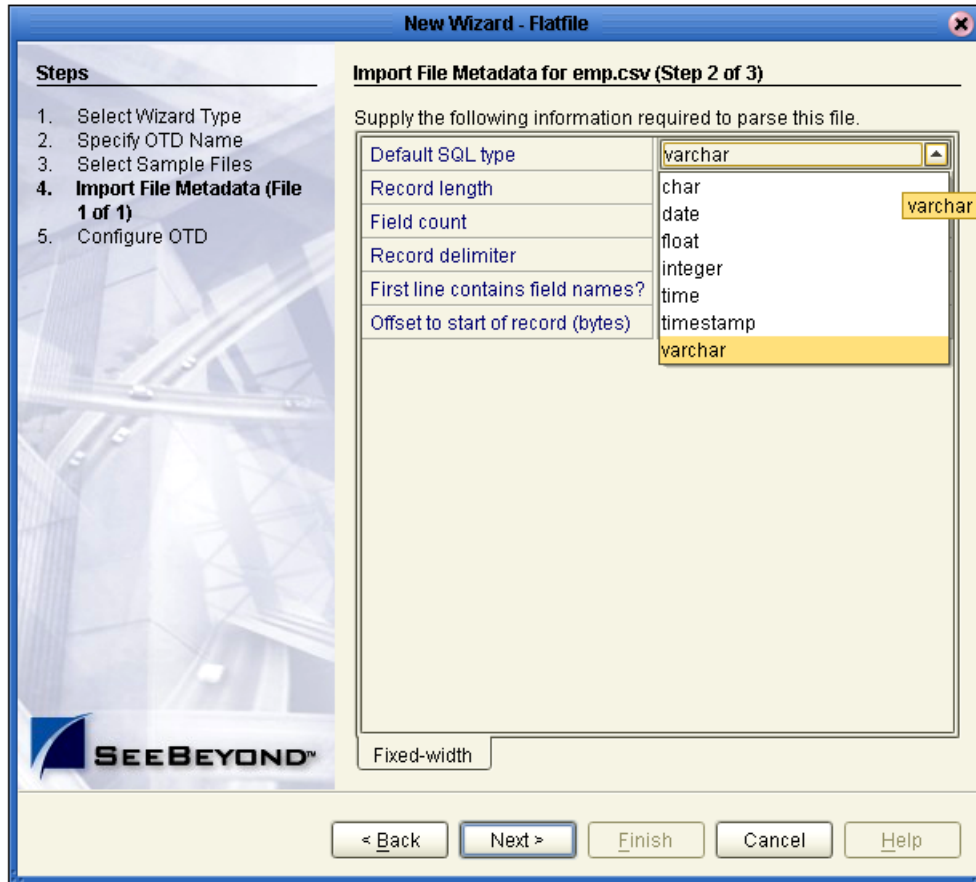 New Wizard - Flatfile
Steps
1. Select Wizard Type
2. Specify OTD Name
3. Select Sample Files
4. Import File Metadata (File
1 of 1)
5. Configure OTD
Import File Metadata for emp.csv (Step 2 of 3)
Supply the following information required to parse this file.
Default SQL type varchar
Record length
Field count
Record delimiter
First line contains field names?
Offset to start of record (bytes)
char
date
float
integer
time
timestamp
varchar
varchar
Fixed-width
SEEBEYOND™
< Back Next > Finish Cancel Help